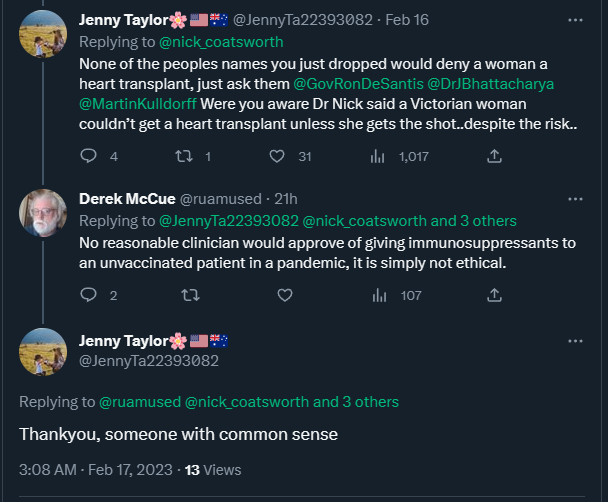 Jenny Taylor🌸🇺🇸🇦🇺 @JennyTa22393082 · Feb 16
Replying to @nick_coatsworth
None of the peoples names you just dropped would deny a woman a
heart transplant, just ask them @GovRonDeSantis @DrJBhattacharya
@MartinKulldorff Were you aware Dr Nick said a Victorian woman
couldn’t get a heart transplant unless she gets the shot..despite the risk..
4 1 31 1,017
Derek McCue @ruamused · 21h
Replying to @JennyTa22393082 @nick_coatsworth and 3 others
No reasonable clinician would approve of giving immunosuppressants to
an unvaccinated patient in a pandemic, it is simply not ethical.
2 107
Jenny Taylor🌸🇺🇸🇦🇺
@JennyTa22393082
Replying to @ruamused @nick_coatsworth and 3 others
Thankyou, someone with common sense
3:08 AM · Feb 17, 2023 · 13 Views